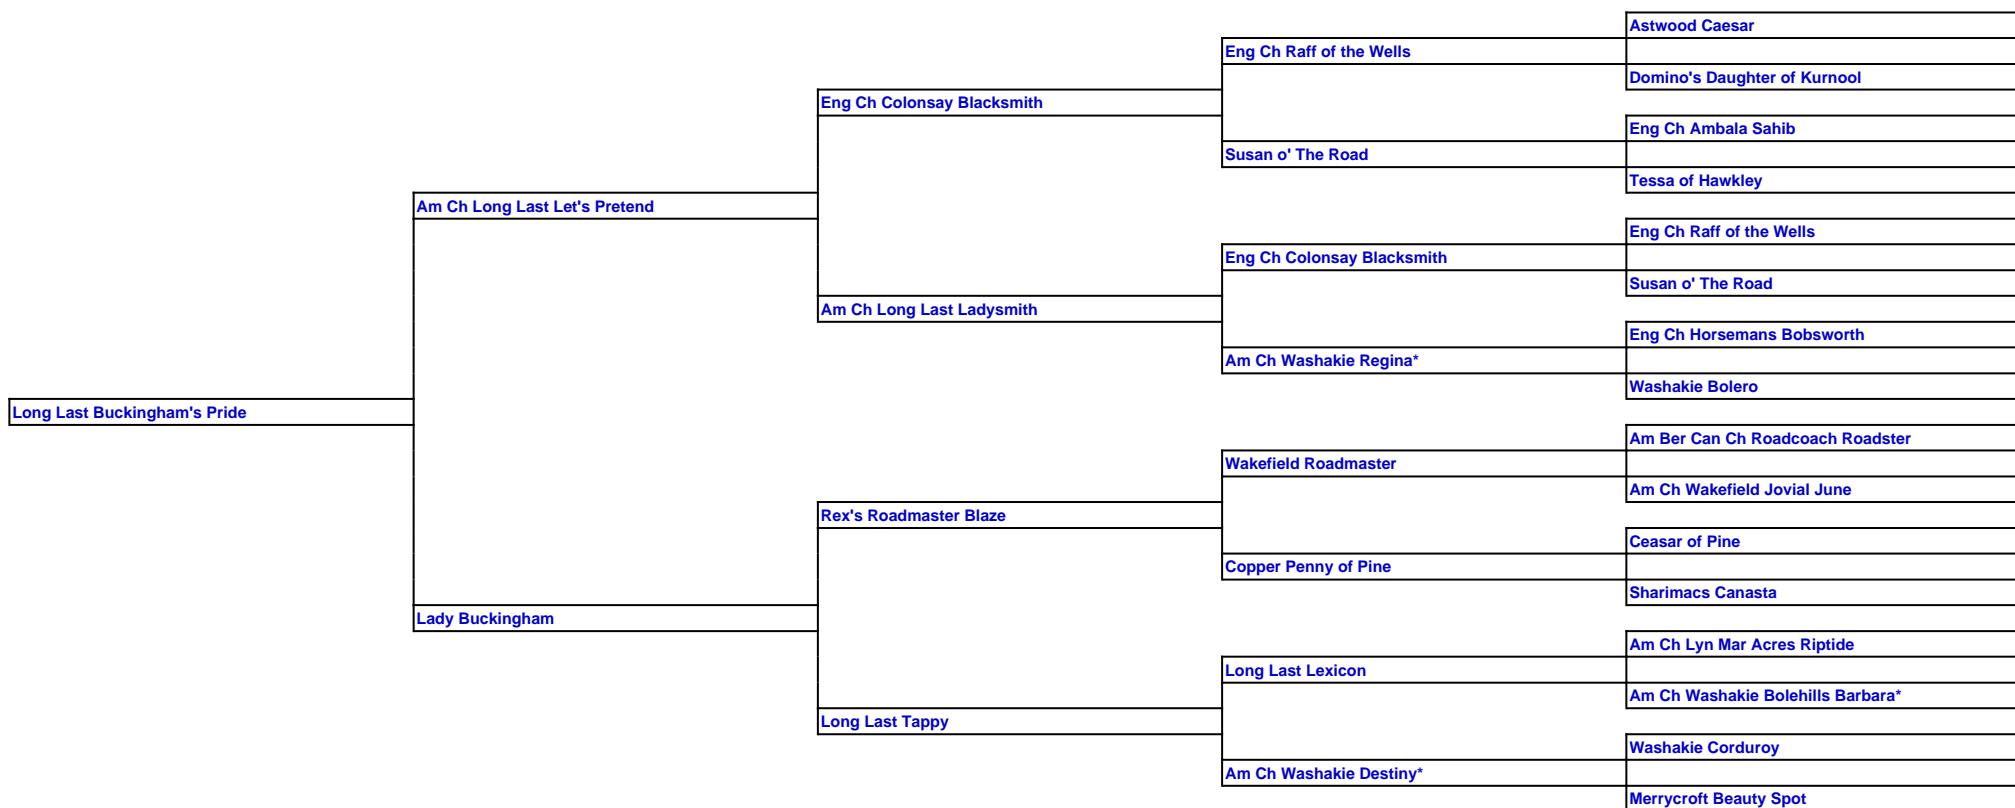 Astwood Caesar
Eng Ch Raff of the Wells
Domino's Daughter of Kurnool
Eng Ch Colonsay Blacksmith
Eng Ch Ambala Sahib
Susan o' The Road
Tessa of Hawkley
Am Ch Long Last Let's Pretend
Eng Ch Raff of the Wells
Eng Ch Colonsay Blacksmith
Susan o' The Road
Am Ch Long Last Ladysmith
Eng Ch Horsemans Bobsworth
Am Ch Washakie Regina*
Washakie Bolero
Long Last Buckingham's Pride
Am Ber Can Ch Roadcoach Roadster
Wakefield Roadmaster
Am Ch Wakefield Jovial June
Rex's Roadmaster Blaze
Ceasar of Pine
Copper Penny of Pine
Sharimacs Canasta
Lady Buckingham
Am Ch Lyn Mar Acres Riptide
Long Last Lexicon
Am Ch Washakie Bolehills Barbara*
Long Last Tappy
Washakie Corduroy
Am Ch Washakie Destiny*
Merrycroft Beauty Spot